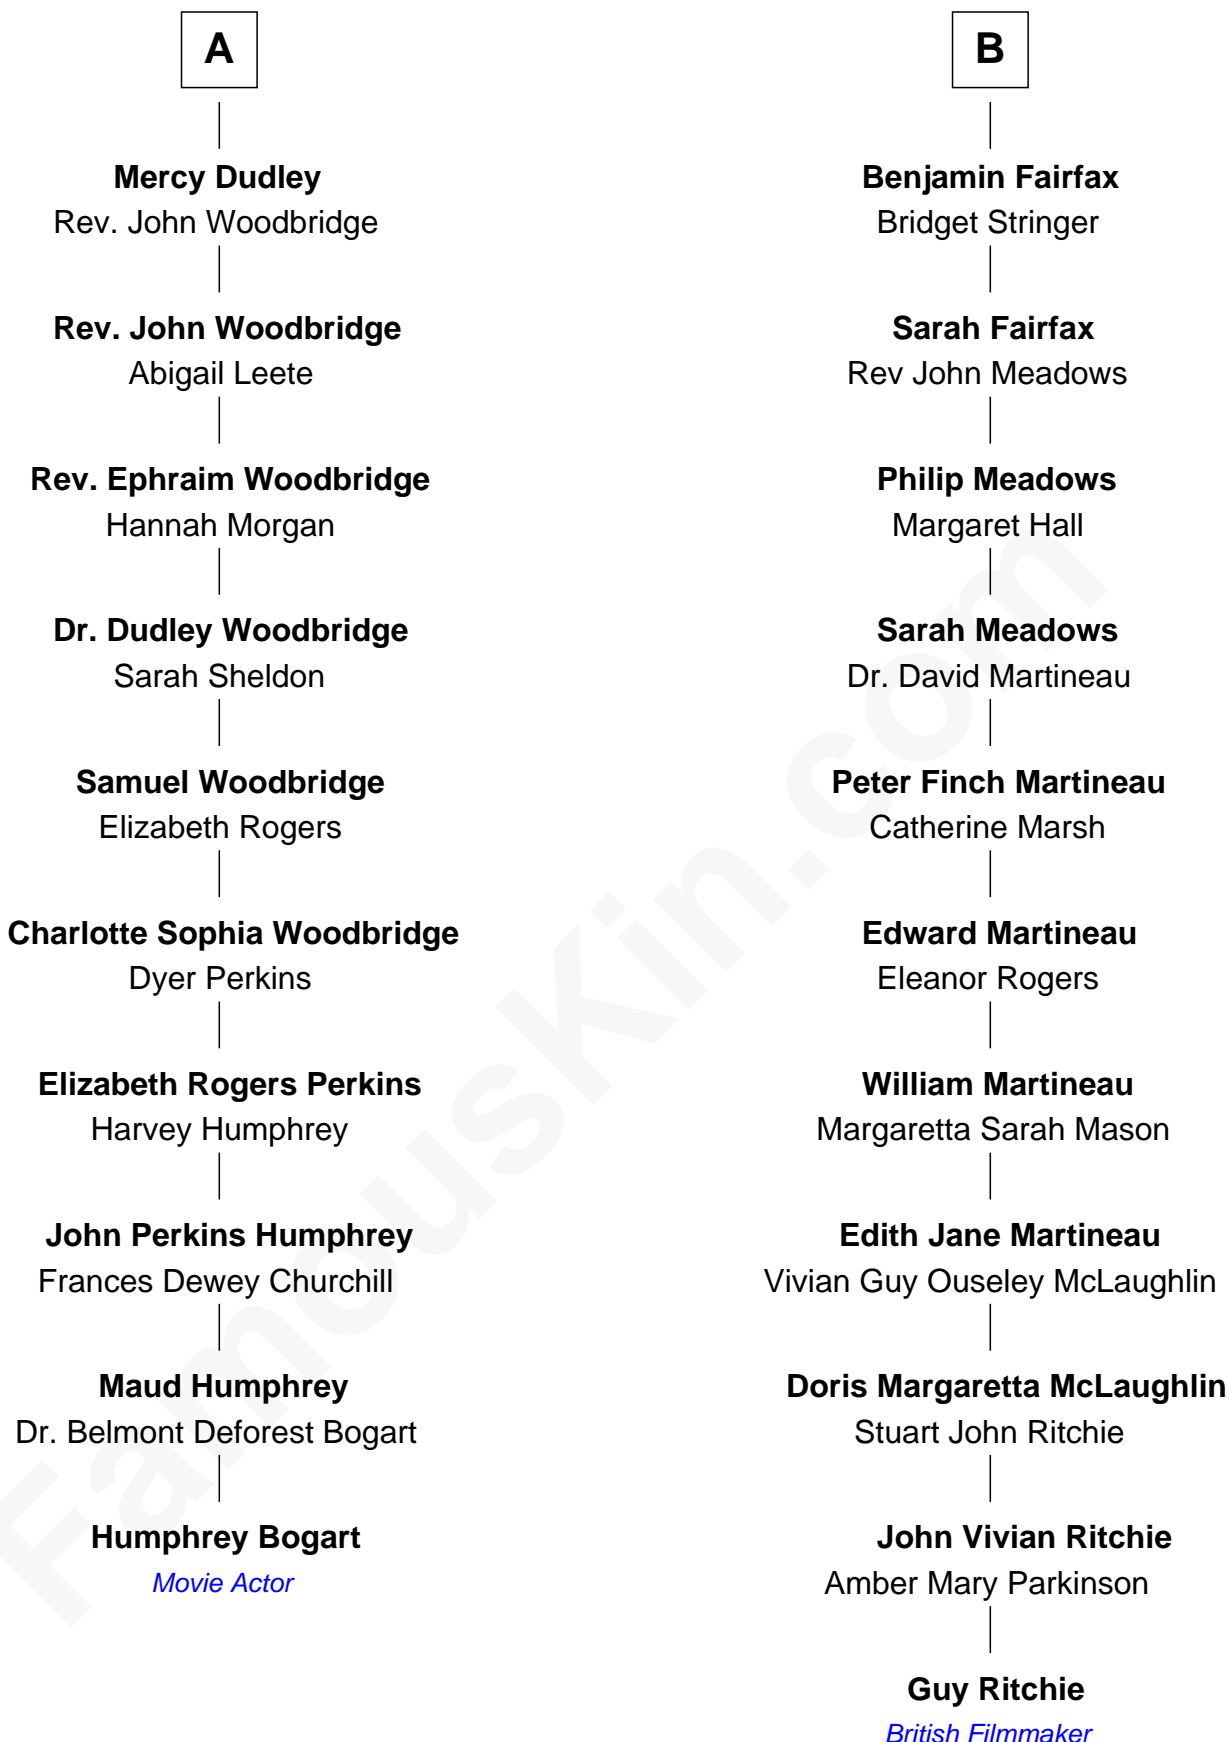 A
Mercy Dudley
Rev. John Woodbridge
Rev. John Woodbridge
Abigail Leete
Rev. Ephraim Woodbridge
Hannah Morgan
Dr. Dudley Woodbridge
Sarah Sheldon
Samuel Woodbridge
Elizabeth Rogers
Charlotte Sophia Woodbridge
Dyer Perkins
Elizabeth Rogers Perkins
Harvey Humphrey
John Perkins Humphrey
Frances Dewey Churchill
Maud Humphrey
Dr. Belmont Deforest Bogart
Humphrey Bogart
Movie Actor
B
Benjamin Fairfax
Bridget Stringer
Sarah Fairfax
Rev John Meadows
Philip Meadows
Margaret Hall
Sarah Meadows
Dr. David Martineau
Peter Finch Martineau
Catherine Marsh
Edward Martineau
Eleanor Rogers
William Martineau
Margaretta Sarah Mason
Edith Jane Martineau
Vivian Guy Ouseley McLaughlin
Doris Margaretta McLaughlin
Stuart John Ritchie
John Vivian Ritchie
Amber Mary Parkinson
Guy Ritchie
British Filmmaker
FamousKin.com